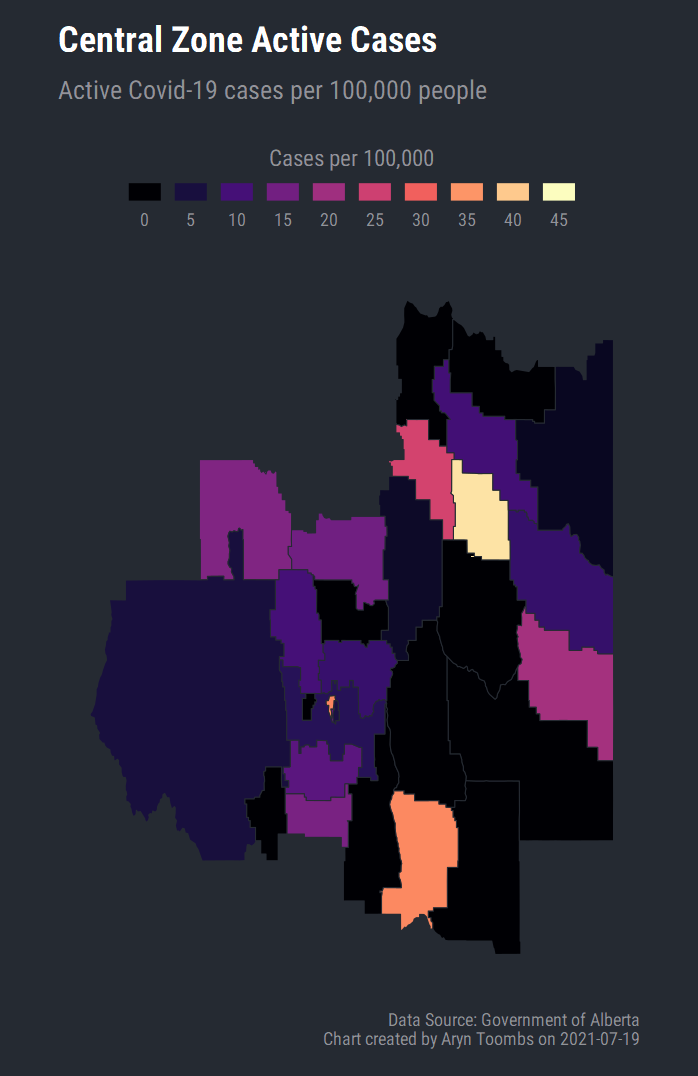 Central Zone Active Cases
Active Covid-19 cases per 100,000 people
Cases per 100,000
0 5 10 15 20 25 30 35 40 45
Data Source: Government of Alberta
Chart created by Aryn Toombs on 2021-07-19